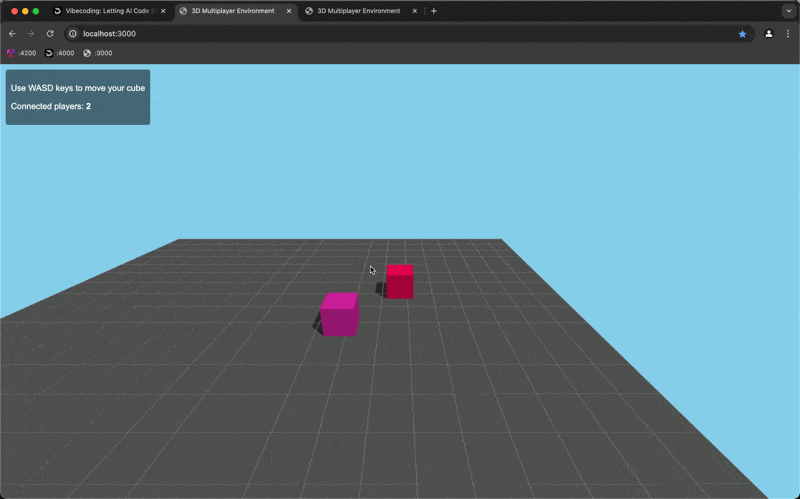 Vibecoding: Letting AI Code
3D Multiplayer Environment
3D Multiplayer Environment
localhost:3000
:4200
:4000
:3000
Use WASD keys to move your cube
Connected players: 2